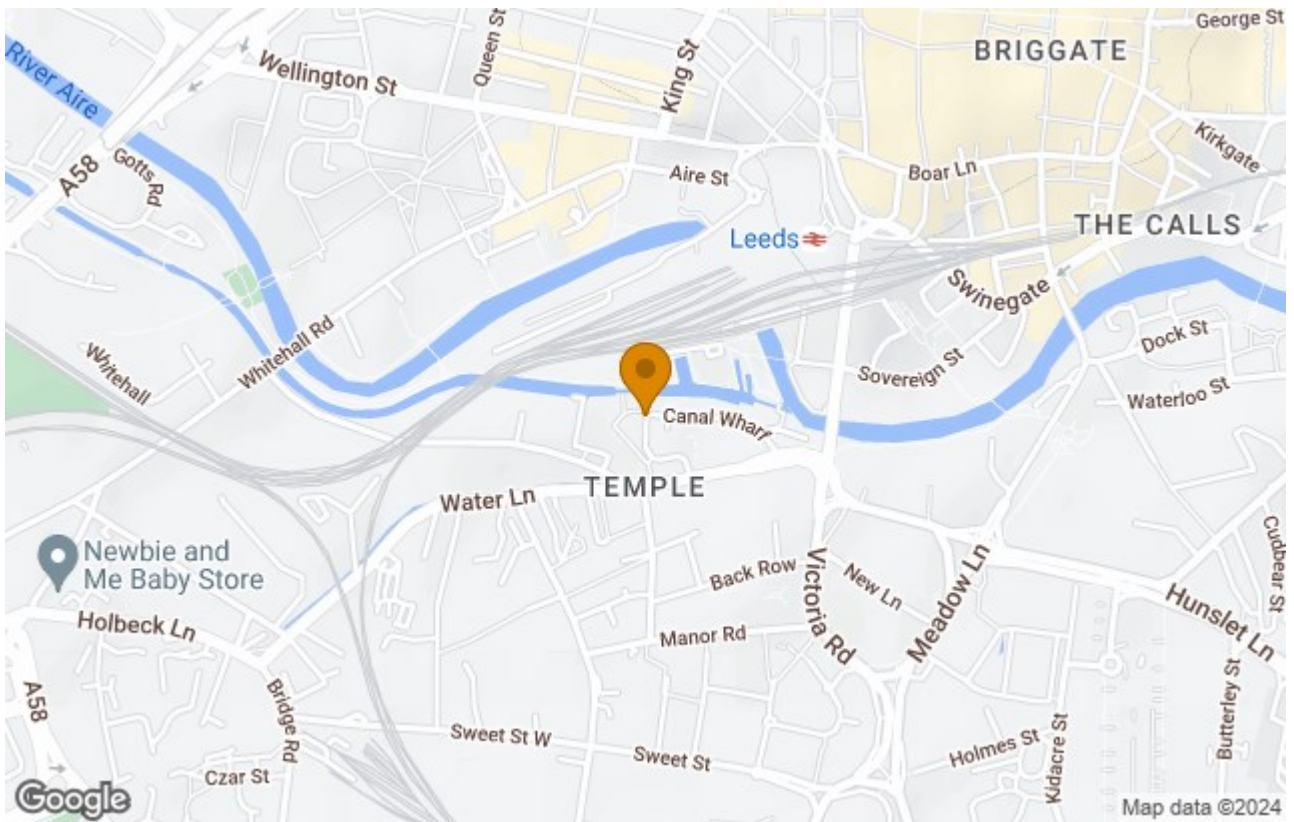 George St
BRIGGATE
Queen St
King St
River Aire
Wellington St
Kirkgate
A58
Gotts Rd
Aire St
Boar Ln
THE CALLS
Leeds
Swinegate
Dock St
Whitehall Rd
Whitehall
Sovereign St
Waterloo St
Canal Wharf
TEMPLE
Water Ln
Newbie and
Me Baby Store
Back Row
Victoria Rd
New Ln
Meadow Ln
Cudbear St
Hunslet Ln
Holbeck Ln
Manor Rd
A58
Bridge Rd
Butterley St
Sweet St W
Sweet St
Holmes St
Kidacre St
Czar St
Google
Map data ©2024